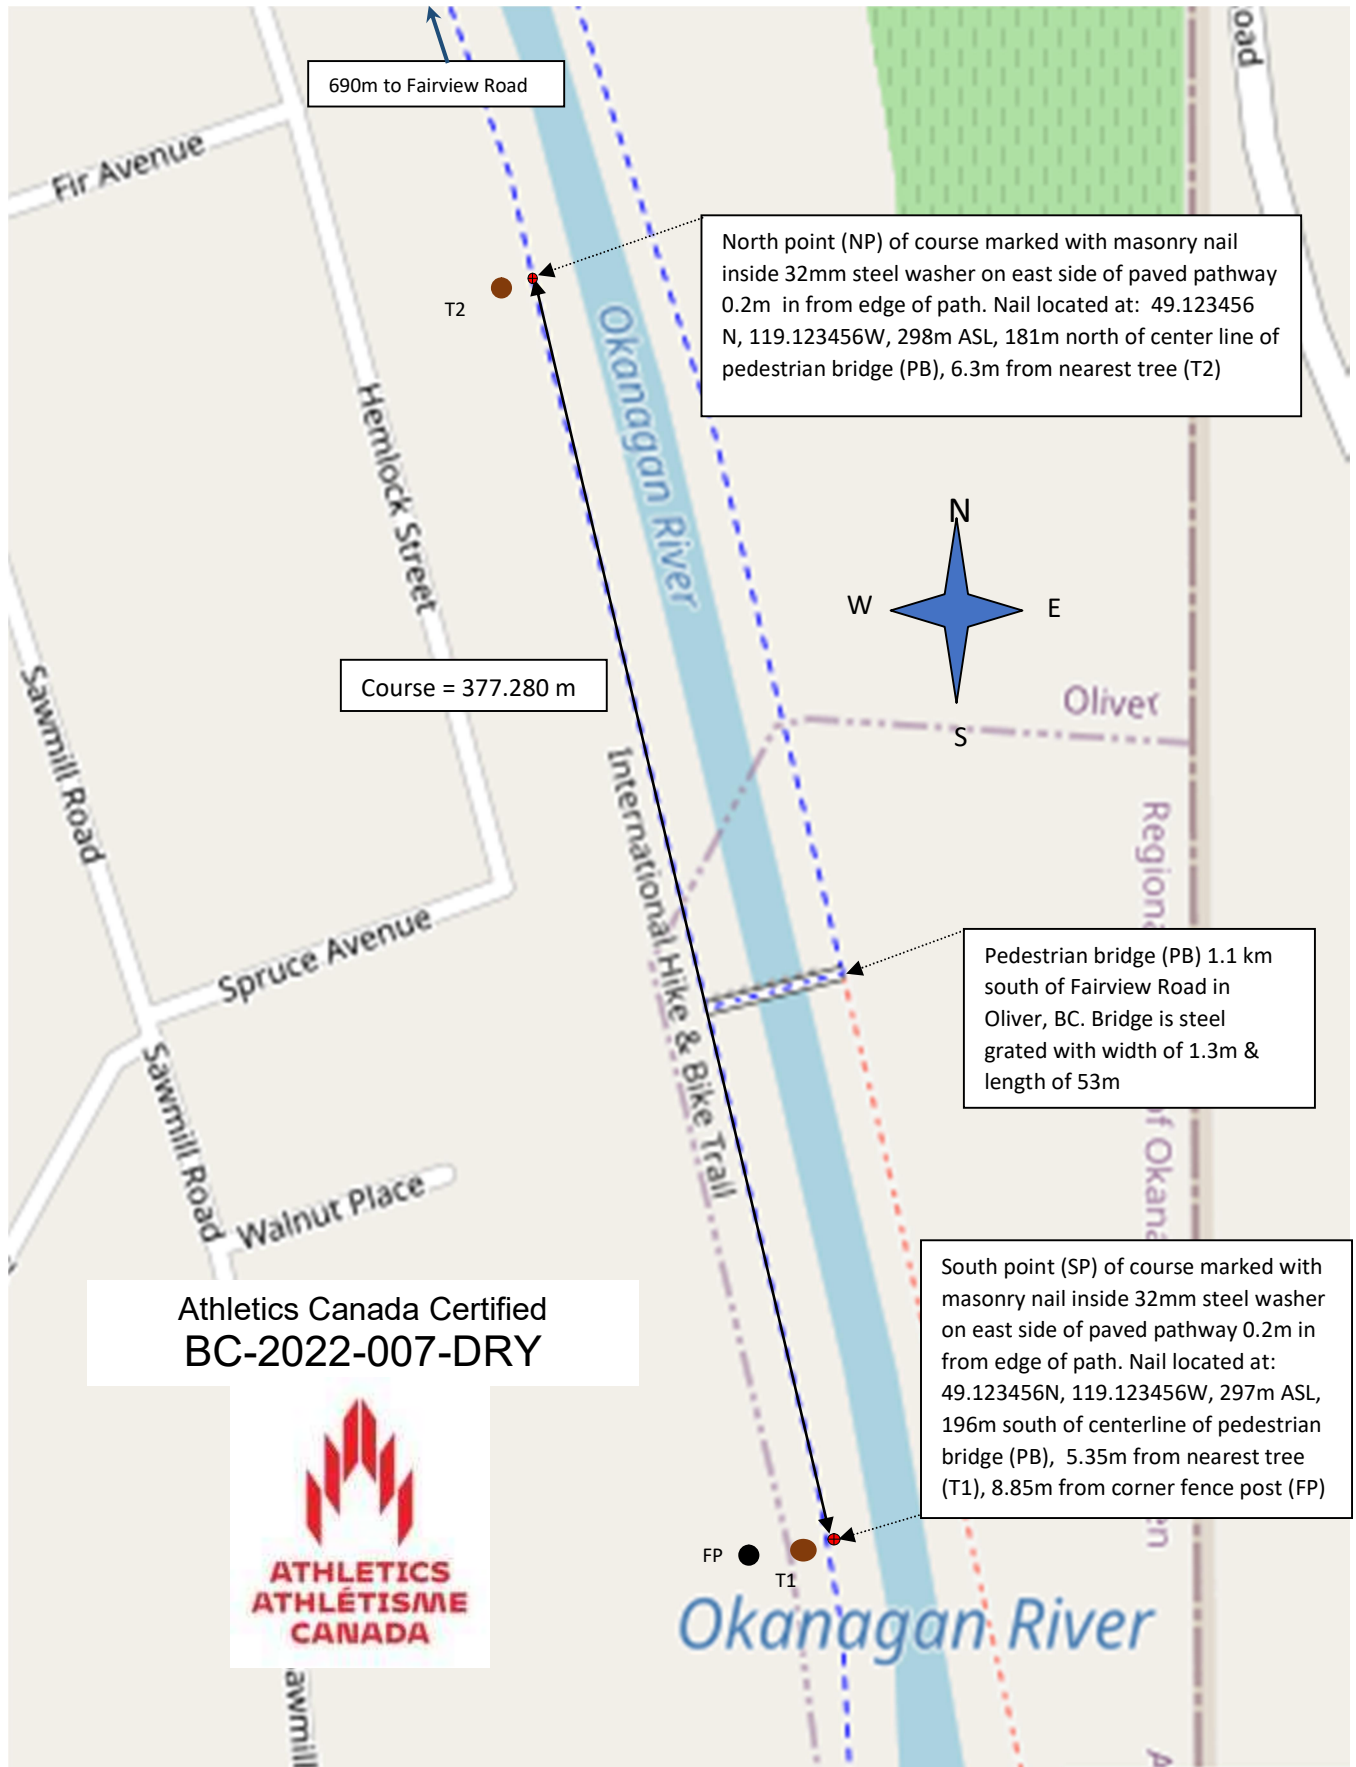 690m to Fairview Road
oad
Fir Avenue
North point (NP) of course marked with masonry nail
inside 32mm steel washer on east side of paved pathway
0.2m in from edge of path. Nail located at: 49.123456
N, 119.123456W, 298m ASL, 181m north of center line of
pedestrian bridge (PB), 6.3m from nearest tree (T2)
T2
Okanagan River
Hemlock Street
N
W
E
S
Course = 377.280 m
Oliver
Sawmill Road
International Hike & Bike Trail
Regiona
of Okana
en
Spruce Avenue
Pedestrian bridge (PB) 1.1 km
south of Fairview Road in
Oliver, BC. Bridge is steel
grated with width of 1.3m &
length of 53m
Sawmill Road
Walnut Place
South point (SP) of course marked with
masonry nail inside 32mm steel washer
on east side of paved pathway 0.2m in
from edge of path. Nail located at:
49.123456N, 119.123456W, 297m ASL,
196m south of centerline of pedestrian
bridge (PB), 5.35m from nearest tree
(T1), 8.85m from corner fence post (FP)
Athletics Canada Certified
BC-2022-007-DRY
ATHLETICS
ATHLÉTISME
CANADA
FP
T1
Okanagan River
awmill
A